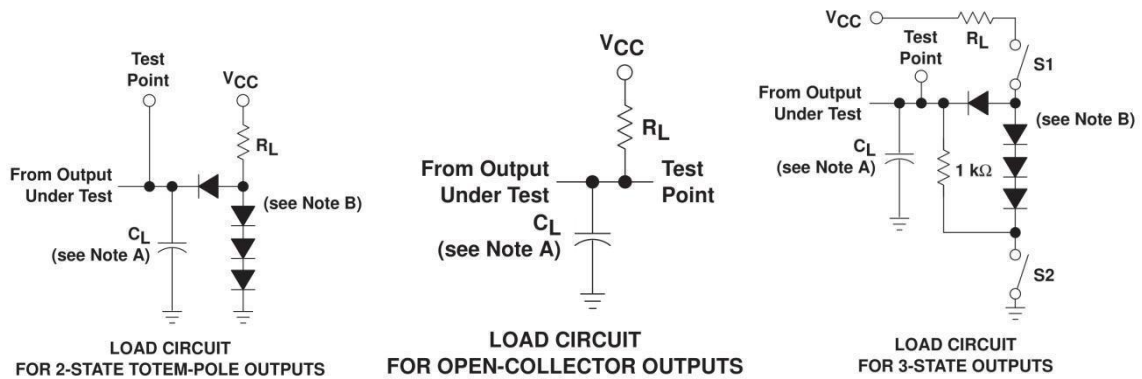 Test
Point
VCC
RL
From Output
Under Test
(see Note B)
CL
(see Note A)
LOAD CIRCUIT
FOR 2-STATE TOTEM-POLE OUTPUTS
VCC
RL
From Output
Under Test
Test
Point
CL
(see Note A)
LOAD CIRCUIT
FOR OPEN-COLLECTOR OUTPUTS
VCC
RL
Test
Point
S1
From Output
Under Test
(see Note B)
CL
(see Note A)
1 kΩ
S2
LOAD CIRCUIT
FOR 3-STATE OUTPUTS